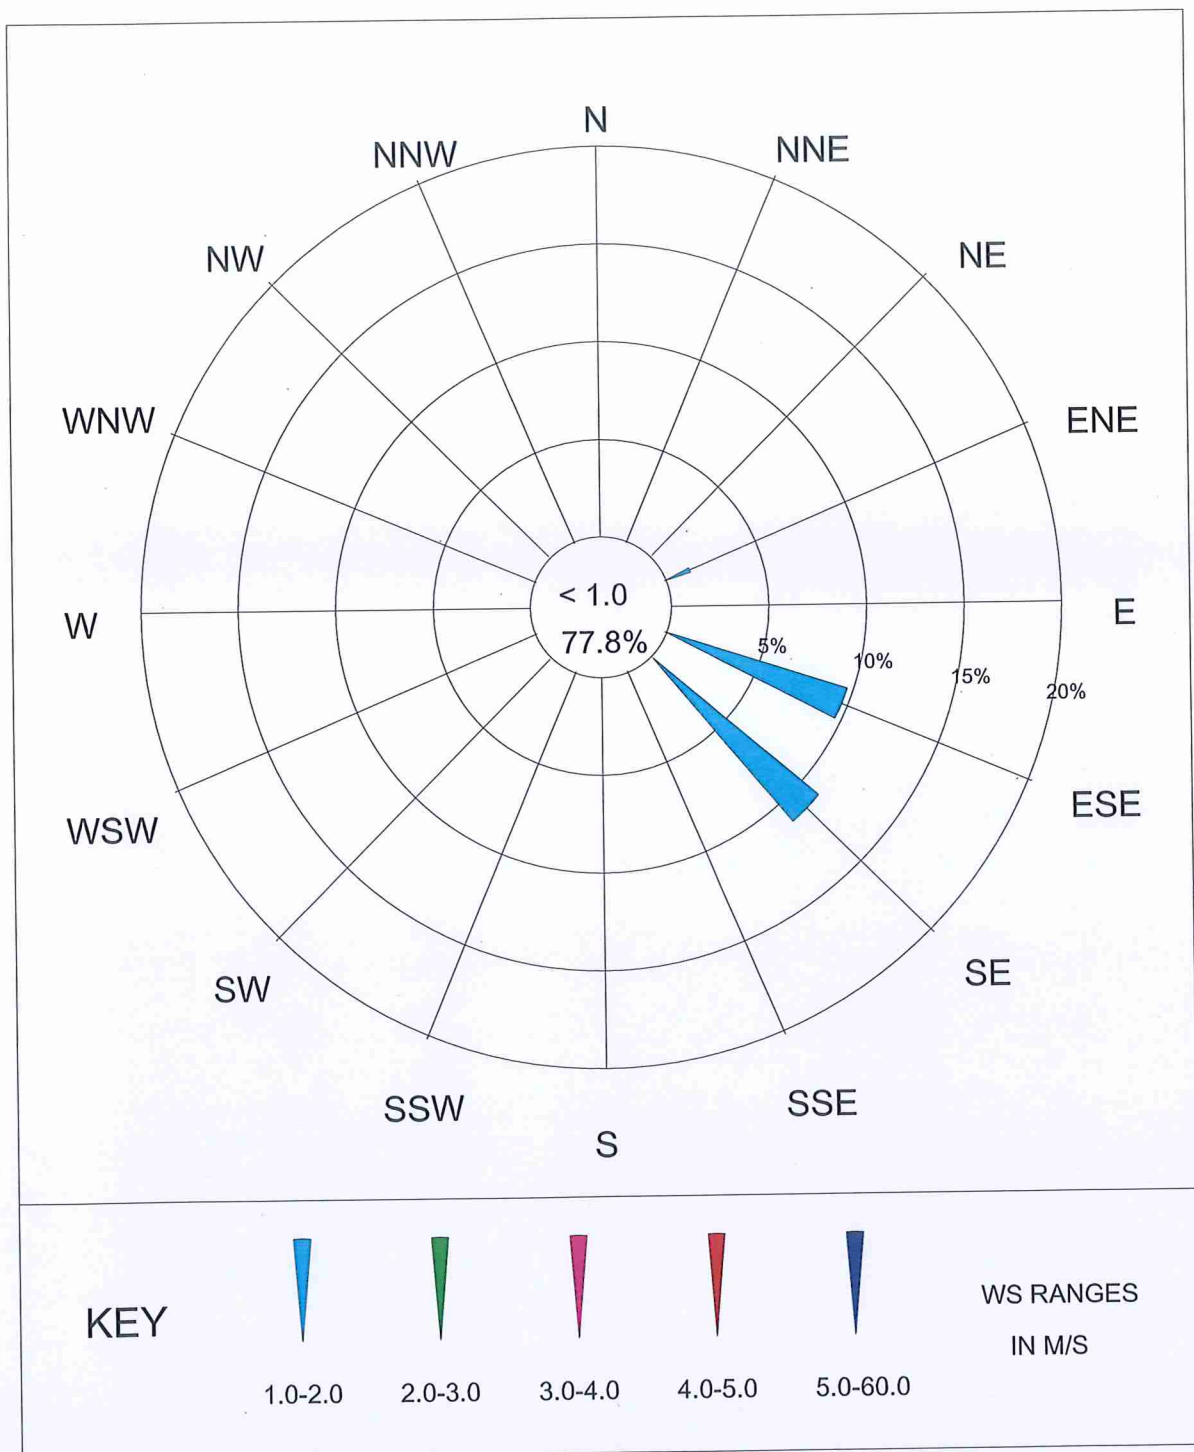 N
NNW
NNE
NW
NE
WNW
ENE
< 1.0
W
E
77.8%
5%
10%
15%
20%
WSW
ESE
SW
SE
SSW
SSE
S
KEY
WS RANGES
IN M/S
1.0-2.0
2.0-3.0
3.0-4.0
4.0-5.0
5.0-60.0